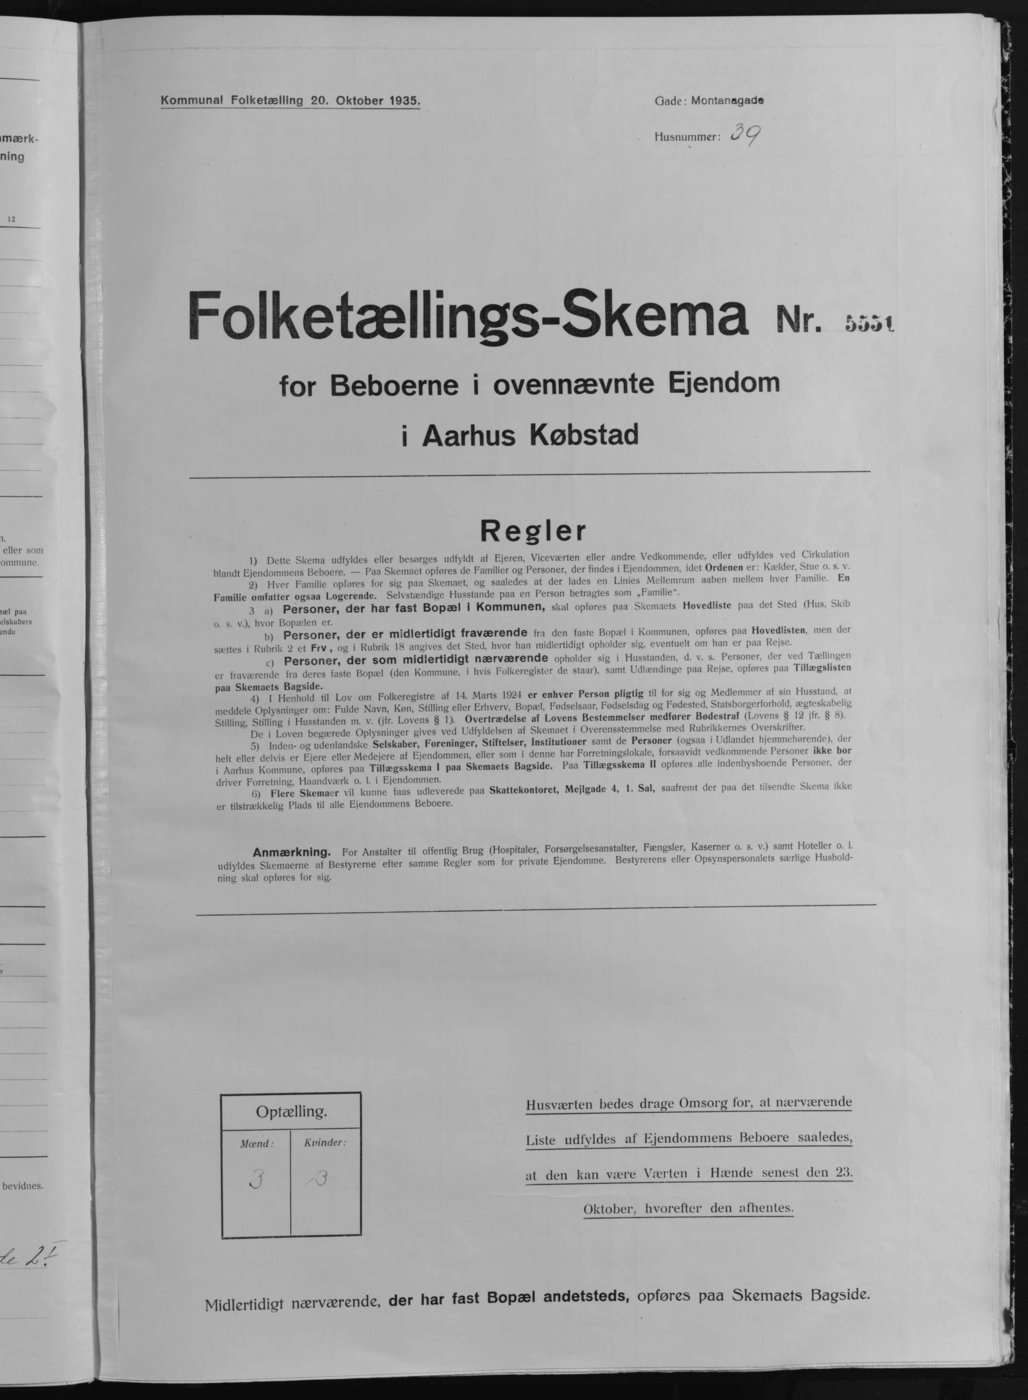 Kommunal Folketælling 20. Oktober 1935.
Gade: Montanagade
Husnummer: 39
Folketællings-Skema Nr. 5551
for Beboerne i ovennævnte Ejendom
i Aarhus Købstad
Regler
1) Dette Skema udfyldes eller besørges udfyldt af Ejeren, Viceværten eller andre Vedkommende, eller udfyldes ved Cirkulation
blandt Ejendommens Beboere. — Paa Skemaet opføres de Familier og Personer, der findes i Ejendommen, idet Ordenen er: Kælder, Stue o. s. v.
2) Hver Familie opføres for sig paa Skemaet, og saaledes at der lades en Linies Mellemrum aaben mellem hver Familie. En
Familie omfatter ogsaa Logerende. Selvstændige Husstande paa en Person betragtes som „Familie".
3 a) Personer, der har fast Bopæl i Kommunen, skal opføres paa Skemaets Hovedliste paa det Sted (Hus, Skib
o. s. v.), hvor Bopælen er.
b) Personer, der er midlertidigt fraværende fra den faste Bopæl i Kommunen, opføres paa Hovedlisten, men der
sættes i Rubrik 2 et Frv, og i Rubrik 18 angives det Sted, hvor han midlertidigt opholder sig, eventuelt om han er paa Rejse.
c) Personer, der som midlertidigt nærværende opholder sig i Husstanden, d. v. s. Personer, der ved Tællingen
er fraværende fra deres faste Bopæl (den Kommune, i hvis Folkeregister de staar), samt Udlændinge paa Rejse, opføres paa Tillægslisten
paa Skemaets Bagside.
4) I Henhold til Lov om Folkeregistre af 14. Marts 1924 er enhver Person pligtig til for sig og Medlemmer af sin Husstand, at
meddele Oplysninger om: Fulde Navn, Køn, Stilling eller Erhverv, Bopæl, Fødselsaar, Fødselsdag og Fødested, Statsborgerforhold, ægteskabelig
Stilling, Stilling i Husstanden m. v. (jfr. Lovens § 1). Overtrædelse af Lovens Bestemmelser medfører Bødestraf (Lovens § 12 jfr. § 8).
De i Loven begærede Oplysninger gives ved Udfyldelsen af Skemaet i Overensstemmelse med Rubrikkernes Overskrifter.
5) Inden- og udenlandske Selskaber, Foreninger, Stiftelser, Institutioner samt de Personer (ogsaa i Udlandet hjemmehørende), der
helt eller delvis er Ejere eller Medejere af Ejendommen, eller som i denne har Forretningslokale, forsaavidt vedkommende Personer ikke bor
i Aarhus Kommune, opføres paa Tillægsskema I paa Skemaets Bagside. Paa Tillægsskema II opføres alle indenbysboende Personer, der
driver Forretning, Haandværk o. l. i Ejendommen.
6) Flere Skemaer vil kunne faas udleverede paa Skattekontoret, Mejlgade 4, 1. Sal, saafremt der paa det tilsendte Skema ikke
er tilstrækkelig Plads til alle Ejendommens Beboere.
Anmærkning. For Anstalter til offentlig Brug (Hospitaler, Forsørgelsesanstalter, Fængsler, Kaserner o. s. v.) samt Hoteller o. l.
udfyldes Skemaerne af Bestyrerne efter samme Regler som for private Ejendomme. Bestyrerens eller Opsynspersonalets særlige Hushold-
ning skal opføres for sig.
Optælling.
Mænd: Kvinder:
3 3
Husværten bedes drage Omsorg for, at nærværende
Liste udfyldes af Ejendommens Beboere saaledes,
at den kan være Værten i Hænde senest den 23.
Oktober, hvorefter den afhentes.
Midlertidigt nærværende, der har fast Bopæl andetsteds, opføres paa Skemaets Bagside.
mærk-
ning
12
eller som
ommune.
pæl paa
elskabers
ende
bevidnes.